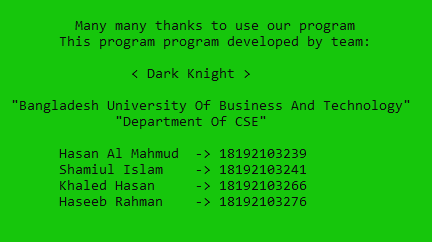 Many many thanks to use our program
This program program developed by team:
< Dark Knight >
"Bangladesh University Of Business And Technology"
"Department Of CSE"
Hasan Al Mahmud -> 18192103239
Shamiul Islam -> 18192103241
Khaled Hasan -> 18192103266
Haseeb Rahman -> 18192103276